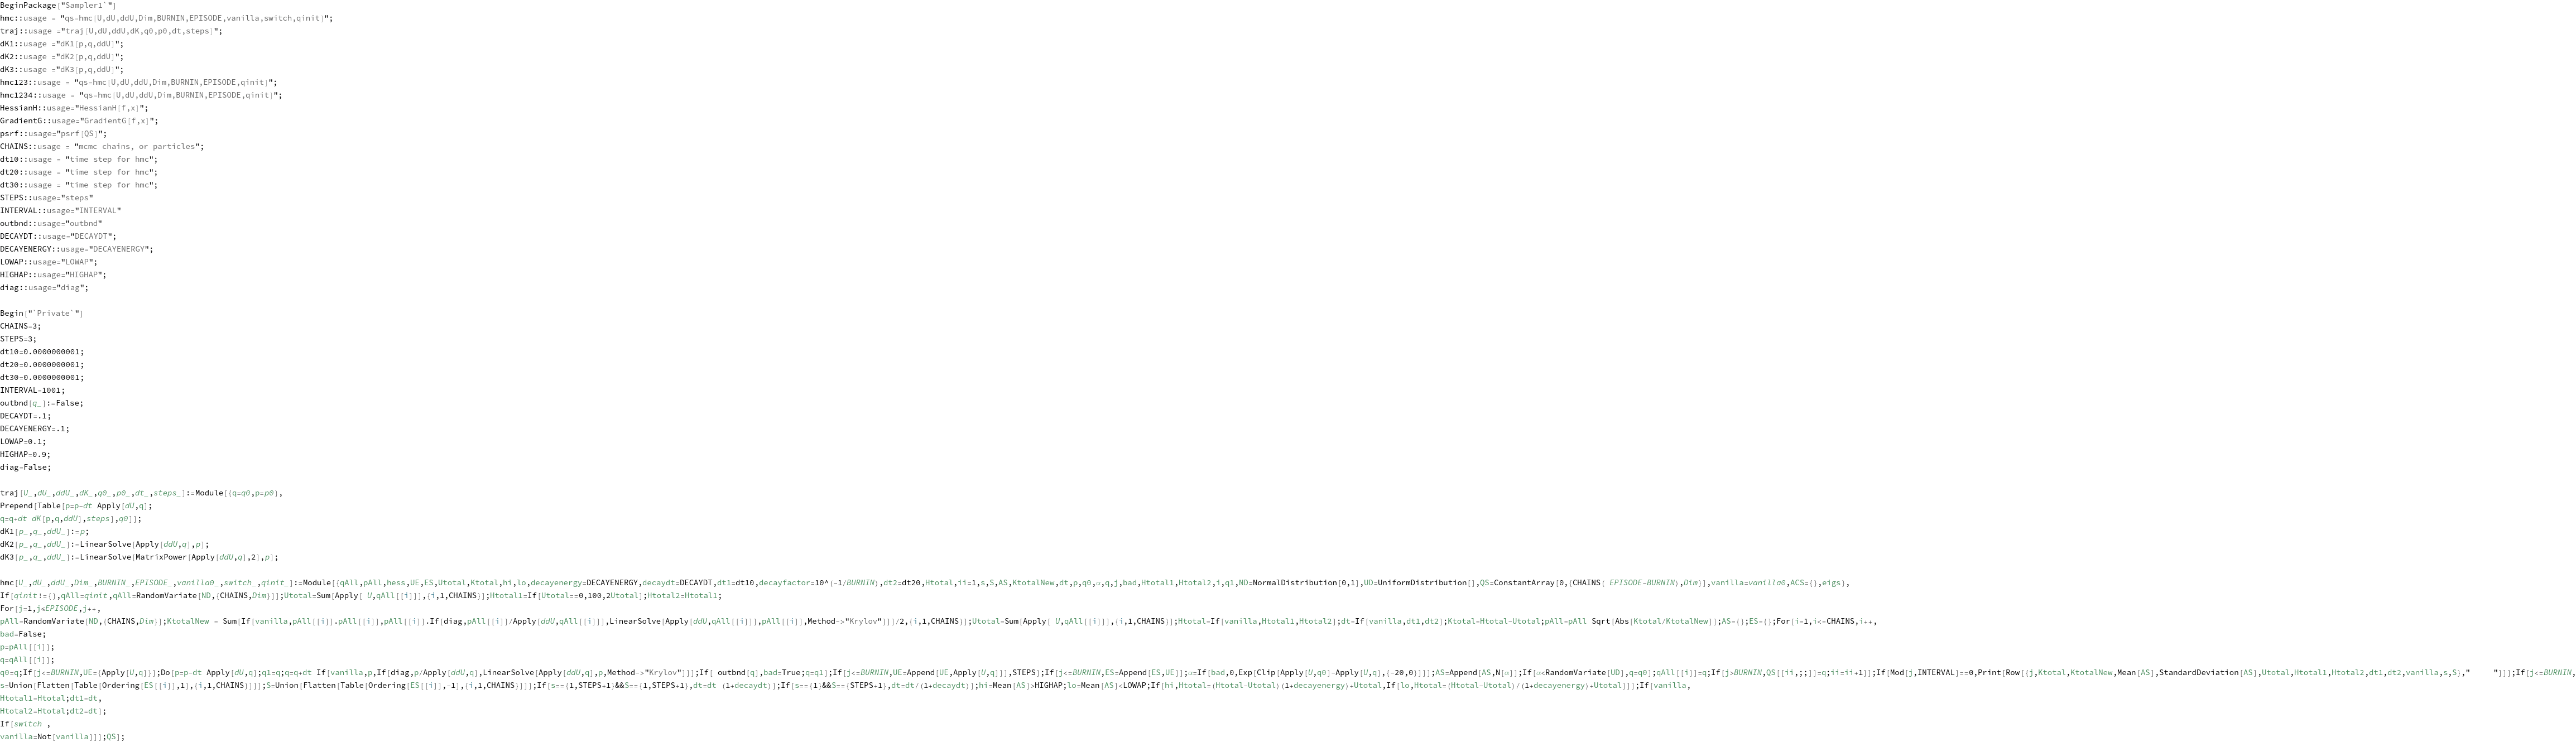 BeginPackage["Sampler1`"]
hmc::usage = "qs=hmc[U,dU,ddU,Dim,BURNIN,EPISODE,vanilla,switch,qinit]";
traj::usage ="traj[U,dU,ddU,dK,q0,p0,dt,steps]";
dK1::usage ="dK1[p,q,ddU]";
dK2::usage ="dK2[p,q,ddU]";
dK3::usage ="dK3[p,q,ddU]";
hmc123::usage = "qs=hmc[U,dU,ddU,Dim,BURNIN,EPISODE,qinit]";
hmc1234::usage = "qs=hmc[U,dU,ddU,Dim,BURNIN,EPISODE,qinit]";
HessianH::usage="HessianH[f,x]";
GradientG::usage="GradientG[f,x]";
psrf::usage="psrf[QS]";
CHAINS::usage = "mcmc chains, or particles";
dt10::usage = "time step for hmc";
dt20::usage = "time step for hmc";
dt30::usage = "time step for hmc";
STEPS::usage="steps"
INTERVAL::usage="INTERVAL"
outbnd::usage="outbnd"
DECAYDT::usage="DECAYDT";
DECAYENERGY::usage="DECAYENERGY";
LOWAP::usage="LOWAP";
HIGHAP::usage="HIGHAP";
diag::usage="diag";
Begin["`Private`"]
CHAINS=3;
STEPS=3;
dt10=0.0000000001;
dt20=0.0000000001;
dt30=0.0000000001;
INTERVAL=1001;
outbnd[q_]:=False;
DECAYDT=.1;
DECAYENERGY=.1;
LOWAP=0.1;
HIGHAP=0.9;
diag=False;
traj[U_,dU_,ddU_,dK_,q0_,p0_,dt_,steps_]:=Module[{q=q0,p=p0},
Prepend[Table[p=p-dt Apply[dU,q];
q=q+dt dK[p,q,ddU],steps],q0]];
dK1[p_,q_,ddU_]:=p;
dK2[p_,q_,ddU_]:=LinearSolve[Apply[ddU,q],p];
dK3[p_,q_,ddU_]:=LinearSolve[MatrixPower[Apply[ddU,q],2],p];
hmc[U_,dU_,ddU_,Dim_,BURNIN_,EPISODE_,vanilla0_,switch_,qinit_]:=Module[{qAll,pAll,hess,UE,ES,Utotal,Ktotal,hi,lo,decayenergy=DECAYENERGY,decaydt=DECAYDT,dt1=dt10,decayfactor=10^(-1/BURNIN),dt2=dt20,Htotal,ii=1,s,S,AS,KtotalNew,dt,p,q0,α,q,j,bad,Htotal1,Htotal2,i,q1,ND=NormalDistribution[0,1],UD=UniformDistribution[],QS=ConstantArray[0,{CHAINS( EPISODE-BURNIN),Dim}],vanilla=vanilla0,ACS={},eigs},
If[qinit!={},qAll=qinit,qAll=RandomVariate[ND,{CHAINS,Dim}]];Utotal=Sum[Apply[ U,qAll[[i]]],{i,1,CHAINS}];Htotal1=If[Utotal==0,100,2Utotal];Htotal2=Htotal1;
For[j=1,j≤EPISODE,j++,
pAll=RandomVariate[ND,{CHAINS,Dim}];KtotalNew = Sum[If[vanilla,pAll[[i]].pAll[[i]],pAll[[i]].If[diag,pAll[[i]]/Apply[ddU,qAll[[i]]],LinearSolve[Apply[ddU,qAll[[i]]],pAll[[i]],Method->"Krylov"]]]/2,{i,1,CHAINS}];Utotal=Sum[Apply[ U,qAll[[i]]],{i,1,CHAINS}];Htotal=If[vanilla,Htotal1,Htotal2];dt=If[vanilla,dt1,dt2];Ktotal=Htotal-Utotal;pAll=pAll Sqrt[Abs[Ktotal/KtotalNew]];AS={};ES={};For[i=1,i<=CHAINS,i++,
bad=False;
p=pAll[[i]];
q=qAll[[i]];
q0=q;If[j<=BURNIN,UE={Apply[U,q]}];Do[p=p-dt Apply[dU,q];q1=q;q=q+dt If[vanilla,p,If[diag,p/Apply[ddU,q],LinearSolve[Apply[ddU,q],p,Method->"Krylov"]]];If[ outbnd[q],bad=True;q=q1];If[j<=BURNIN,UE=Append[UE,Apply[U,q]]],STEPS];If[j<=BURNIN,ES=Append[ES,UE]];α=If[bad,0,Exp[Clip[Apply[U,q0]-Apply[U,q],{-20,0}]]];AS=Append[AS,N[α]];If[α<RandomVariate[UD],q=q0];qAll[[i]]=q;If[j>BURNIN,QS[[ii,;;]]=q;ii=ii+1]];If[Mod[j,INTERVAL]==0,Print[Row[{j,Ktotal,KtotalNew,Mean[AS],StandardDeviation[AS],Utotal,Htotal1,Htotal2,dt1,dt2,vanilla,s,S},"     "]]];If[j<=BURNIN,
s=Union[Flatten[Table[Ordering[ES[[i]],1],{i,1,CHAINS}]]];S=Union[Flatten[Table[Ordering[ES[[i]],-1],{i,1,CHAINS}]]];If[s=={1,STEPS-1}&&S=={1,STEPS+1},dt=dt (1+decaydt)];If[s=={1}&&S=={STEPS+1},dt=dt/(1+decaydt)];hi=Mean[AS]>HIGHAP;lo=Mean[AS]<LOWAP;If[hi,Htotal=(Htotal-Utotal)(1+decayenergy)+Utotal,If[lo,Htotal=(Htotal-Utotal)/(1+decayenergy)+Utotal]]];If[vanilla,
Htotal1=Htotal;dt1=dt,
Htotal2=Htotal;dt2=dt];
If[switch ,
vanilla=Not[vanilla]]];QS];